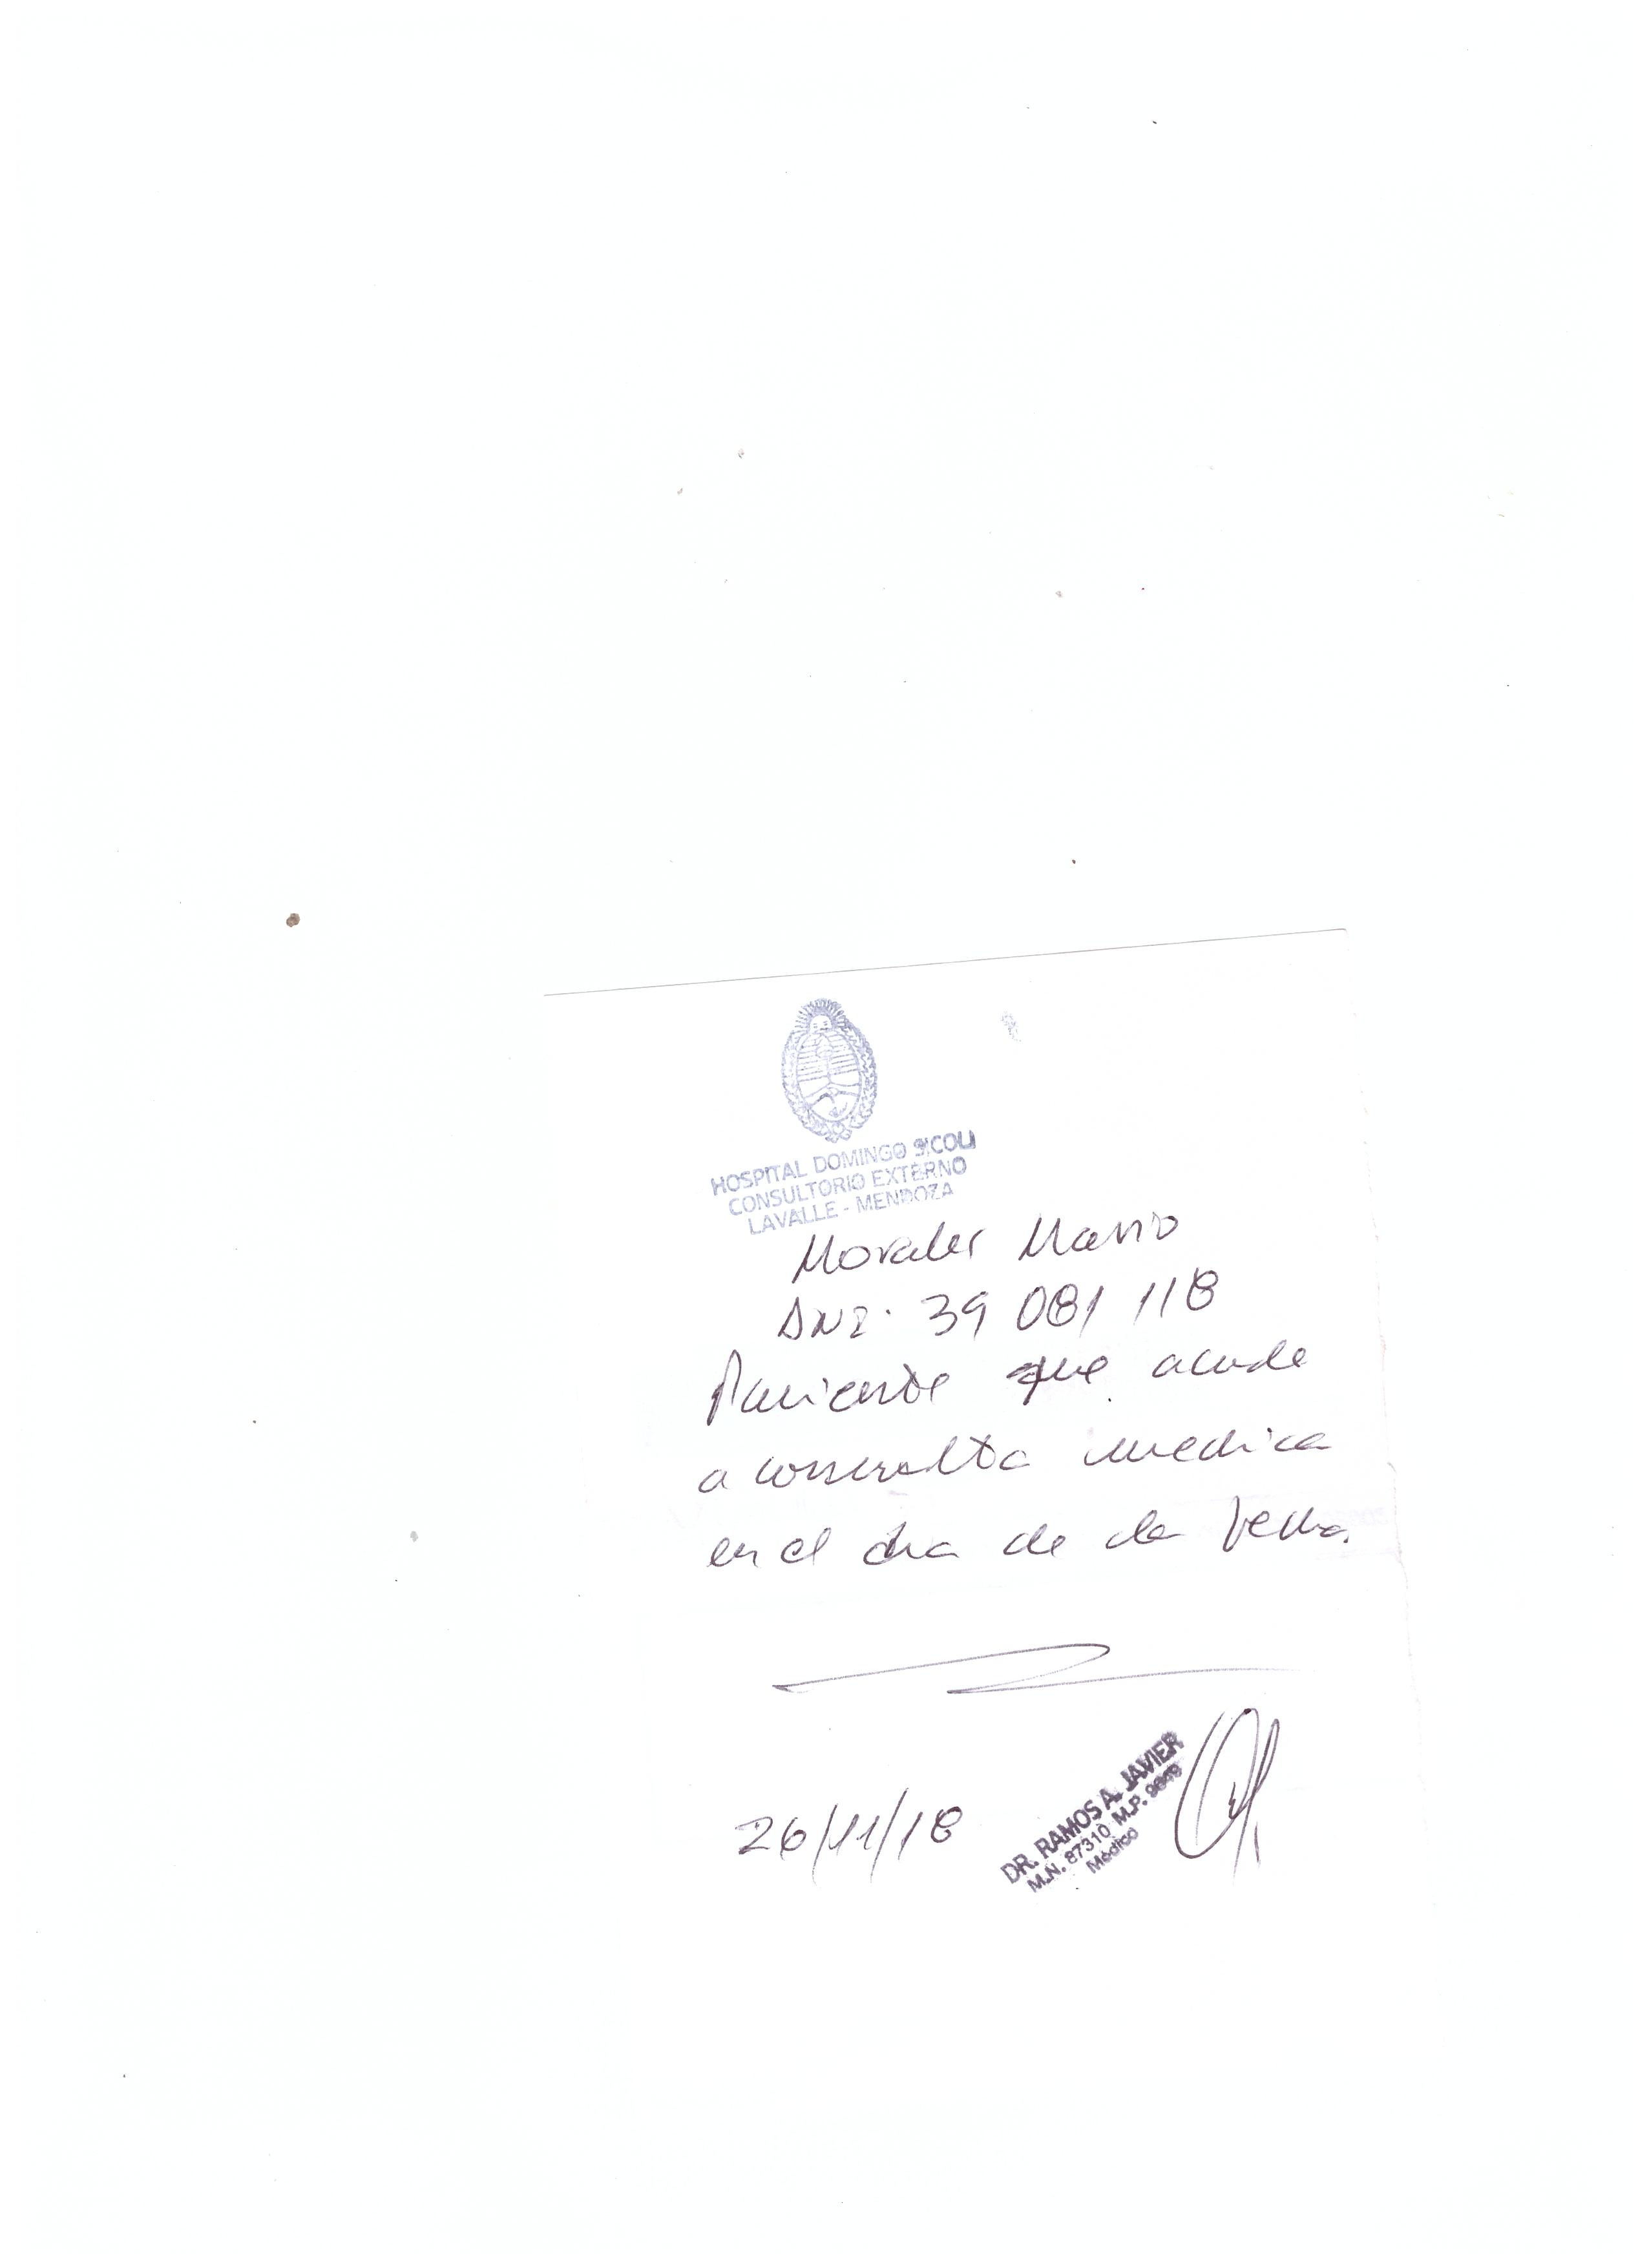 HOSPITAL DOMINGO SICOLI
CONSULTORIO EXTERNO
LAVALLE - MENDOZA
Morales Mario
DNI: 39 081 118
Paciente que acude
a consulta medica
en el dia de la fecha.
26/11/18
DR. RAMOS A. JAVIER
M.N. 87310 M.P.
Médico